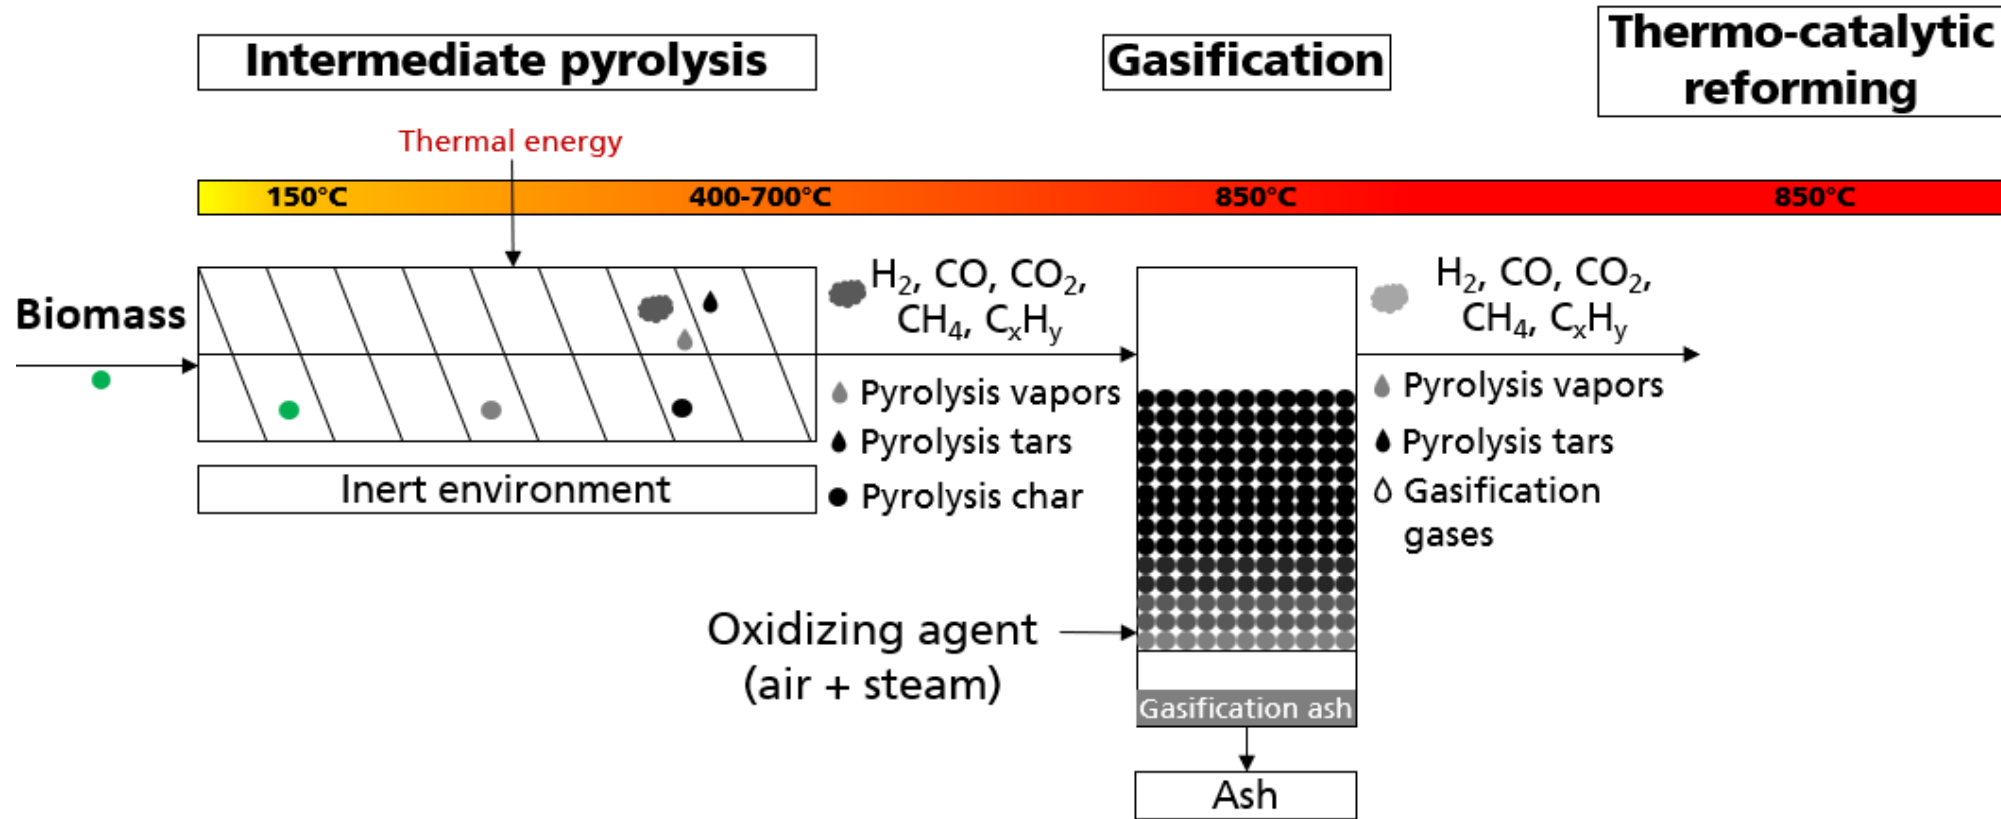 Intermediate pyrolysis
Gasification
Thermo-catalytic
reforming
Thermal energy
150°C
400-700°C
850°C
850°C
Biomass
H₂, CO, CO₂,
CH₄, CₓHᵧ
Pyrolysis vapors
Pyrolysis tars
Pyrolysis char
Inert environment
H₂, CO, CO₂,
CH₄, CₓHᵧ
Pyrolysis vapors
Pyrolysis tars
Gasification
gases
Oxidizing agent
(air + steam)
Gasification ash
Ash